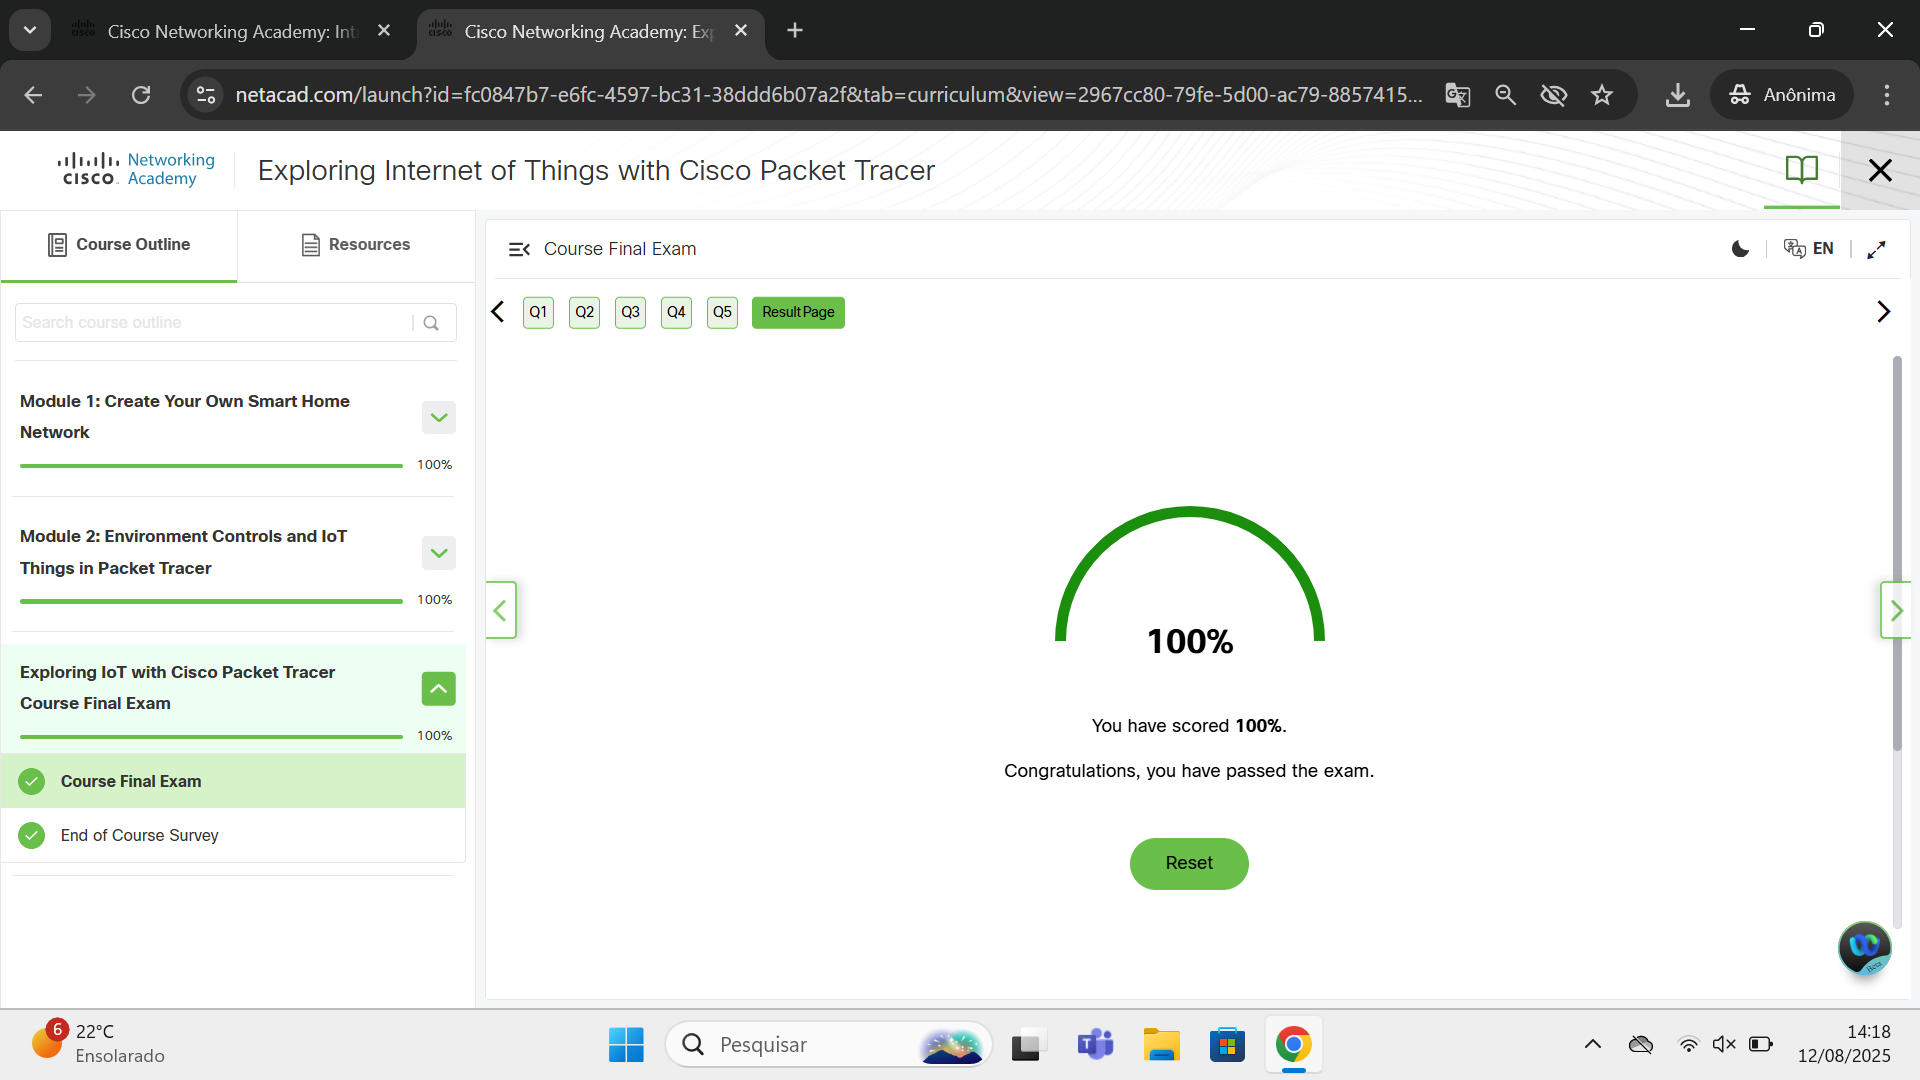 Cisco Networking Academy: Int
Cisco Networking Academy: Exp
netacad.com/launch?id=fc0847b7-e6fc-4597-bc31-38ddd6b07a2f&tab=curriculum&view=2967cc80-79fe-5d00-ac79-8857415...
Anônima
cisco Networking Academy
Exploring Internet of Things with Cisco Packet Tracer
Course Outline
Resources
Course Final Exam
EN
Search course outline
Q1 Q2 Q3 Q4 Q5 Result Page
Module 1: Create Your Own Smart Home
Network
100%
Module 2: Environment Controls and IoT
Things in Packet Tracer
100%
Exploring IoT with Cisco Packet Tracer
Course Final Exam
100%
Course Final Exam
End of Course Survey
100%
You have scored 100%.
Congratulations, you have passed the exam.
Reset
Beta
6
22°C
Ensolarado
Pesquisar
14:18
12/08/2025